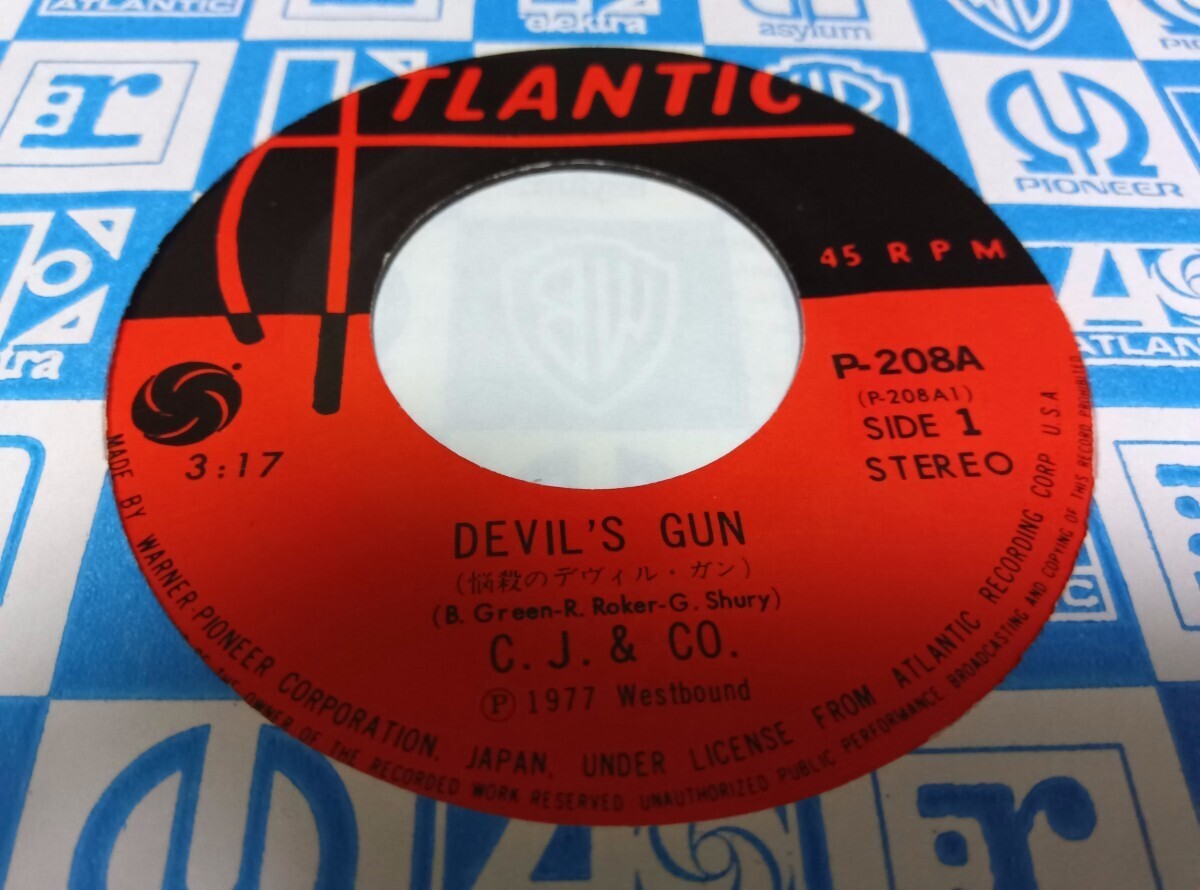 ATLANTIC
elektra
asylum
PIONEER
ATLANTIC
45 RPM
P-208A
(P-208A1)
SIDE 1
STEREO
3:17
DEVIL'S GUN
(悩殺のデヴィル・ガン)
(B. Green-R. Roker-G. Shury)
C. J. & CO.
Ⓟ 1977 Westbound
MADE BY WARNER-PIONEER CORPORATION, JAPAN, UNDER LICENSE FROM ATLANTIC RECORDING CORP. U.S.A
OWNER OF THE RECORDED WORK RESERVED UNAUTHORIZED PUBLIC PERFORMANCE BROADCASTING AND COPYING OF THIS RECORD PROHIBITED